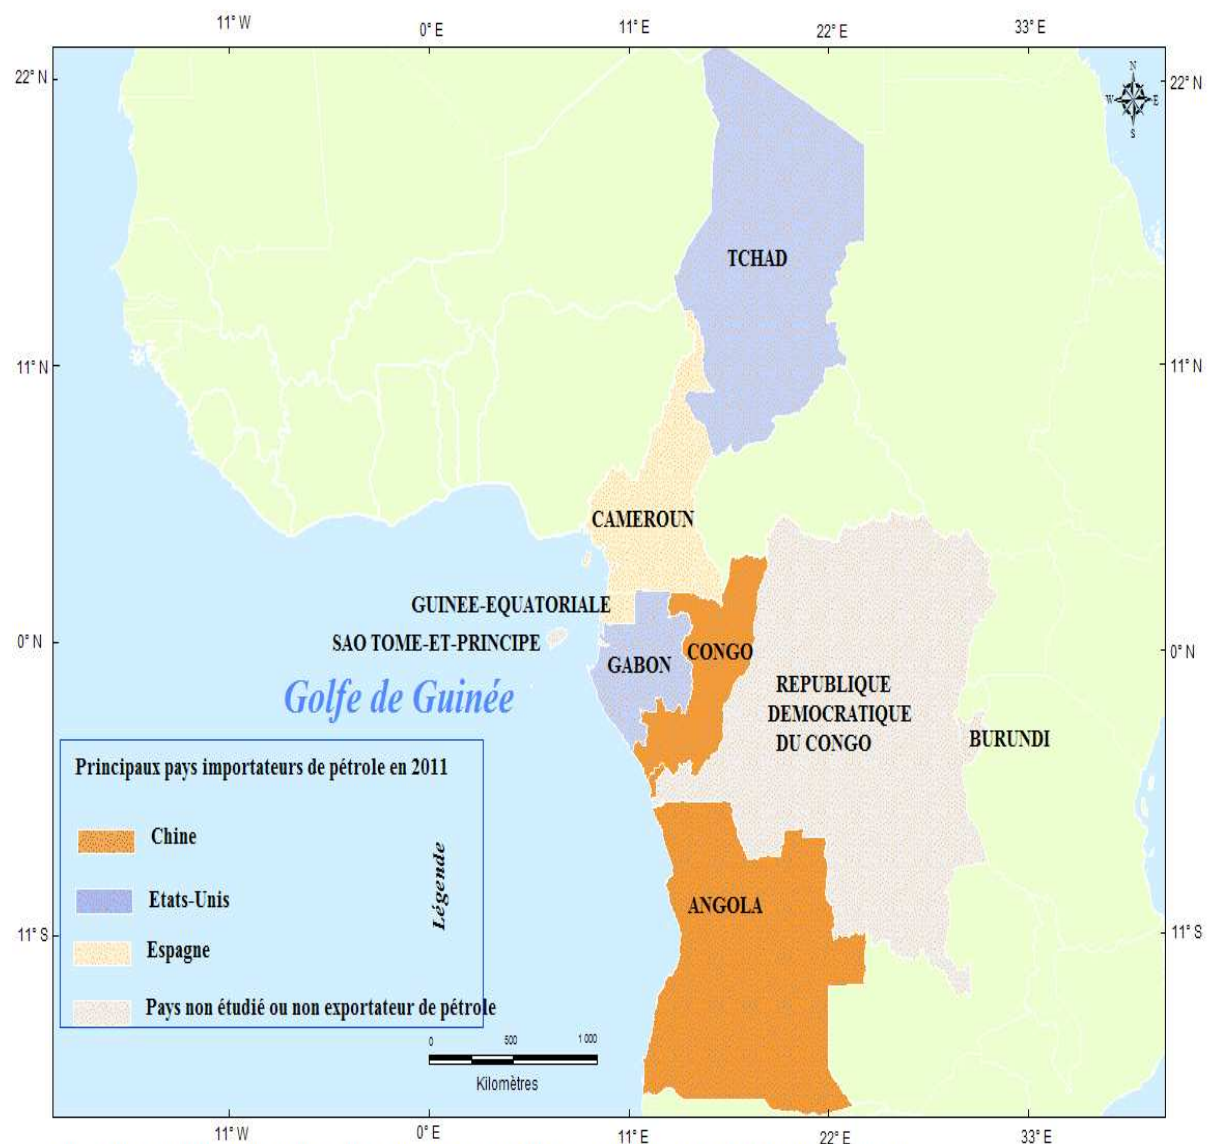 11° W
0° E
11° E
22° E
33° E
22° N
22° N
N
W
E
S
TCHAD
11° N
11° N
CAMEROUN
GUINEE-EQUATORIALE
SAO TOME-ET-PRINCIPE
0° N
0° N
GABON
CONGO
Golfe de Guinée
REPUBLIQUE
DEMOCRATIQUE
DU CONGO
BURUNDI
Principaux pays importateurs de pétrole en 2011
Chine
Etats-Unis
Espagne
Pays non étudié ou non exportateur de pétrole
Légende
ANGOLA
11° S
11° S
0
500
1 000
Kilomètres
11° W
0° E
11° E
22° E
33° E